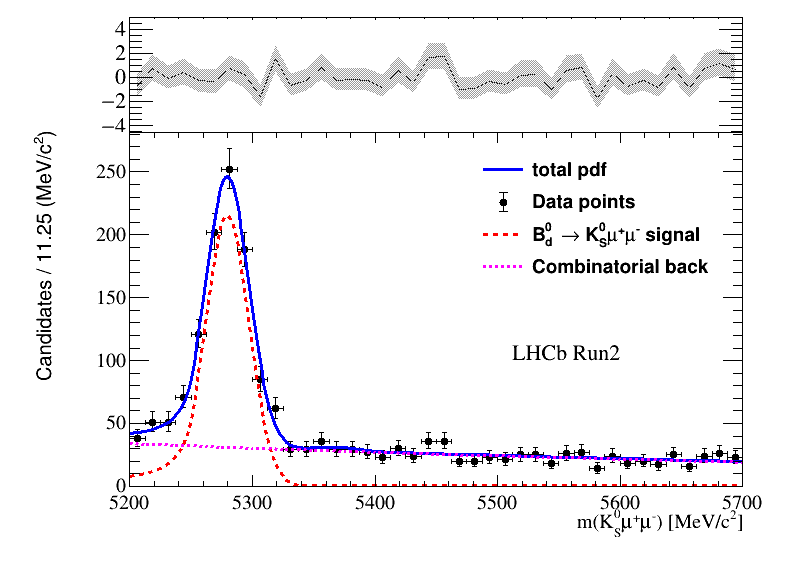 4
2
0
−2
−4
Candidates / 11.25 (MeV/c²)
250
200
150
100
50
0
total pdf
Data points
B⁰d → K⁰Sμ⁺μ⁻ signal
Combinatorial back
LHCb Run2
5200 5300 5400 5500 5600 5700
m(K⁰Sμ⁺μ⁻) [MeV/c²]